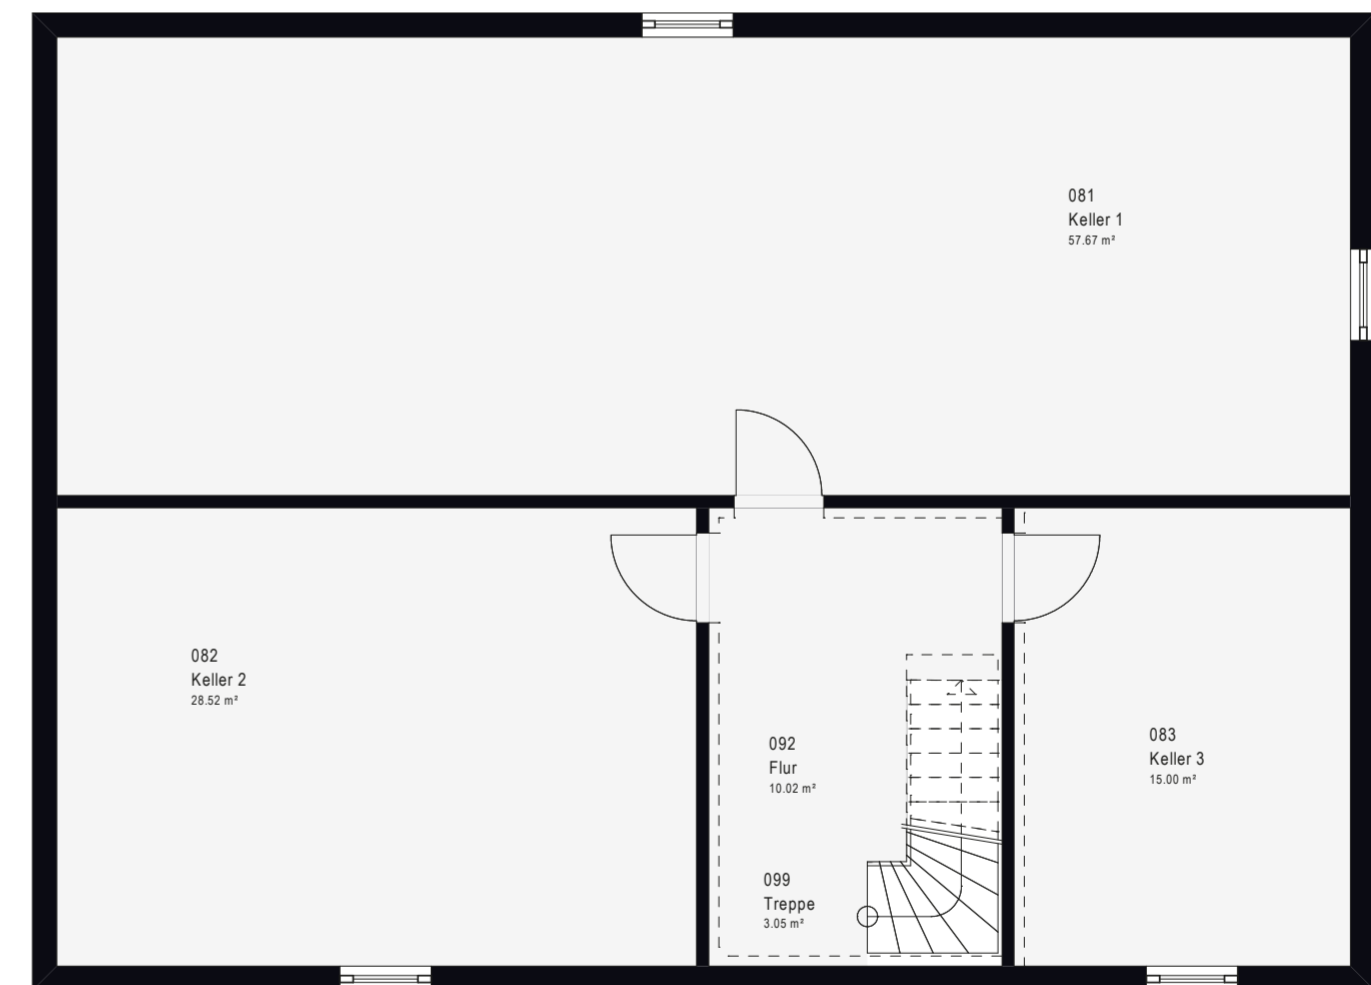 081
Keller 1
57.67 m²
082
Keller 2
28.52 m²
092
Flur
10.02 m²
083
Keller 3
15.00 m²
099
Treppe
3.05 m²